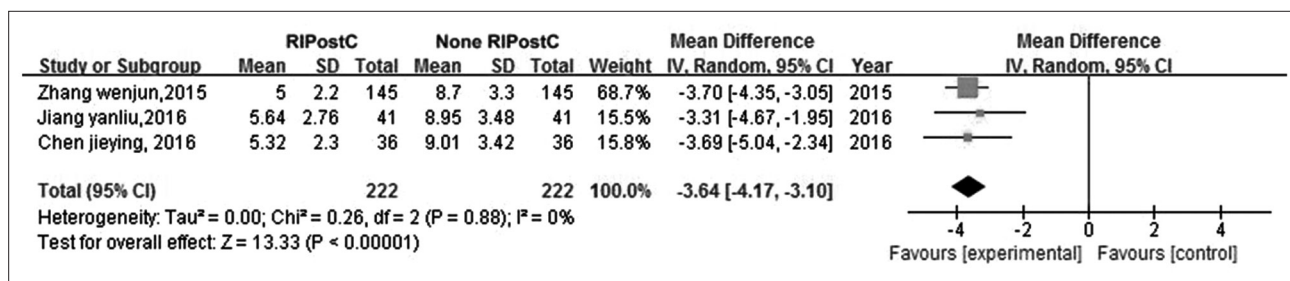 RIPostC None RIPostC Mean Difference Mean Difference
Study or Subgroup Mean SD Total Mean SD Total Weight IV, Random, 95% CI Year IV, Random, 95% CI
Zhang wenjun,2015 5 2.2 145 8.7 3.3 145 68.7% -3.70 [-4.35, -3.05] 2015
Jiang yanliu,2016 5.64 2.76 41 8.95 3.48 41 15.5% -3.31 [-4.67, -1.95] 2016
Chen jieying, 2016 5.32 2.3 36 9.01 3.42 36 15.8% -3.69 [-5.04, -2.34] 2016
Total (95% CI) 222 222 100.0% -3.64 [-4.17, -3.10]
Heterogeneity: Tau² = 0.00; Chi² = 0.26, df = 2 (P = 0.88); I² = 0%
Test for overall effect: Z = 13.33 (P < 0.00001)
-4 -2 0 2 4
Favours [experimental] Favours [control]